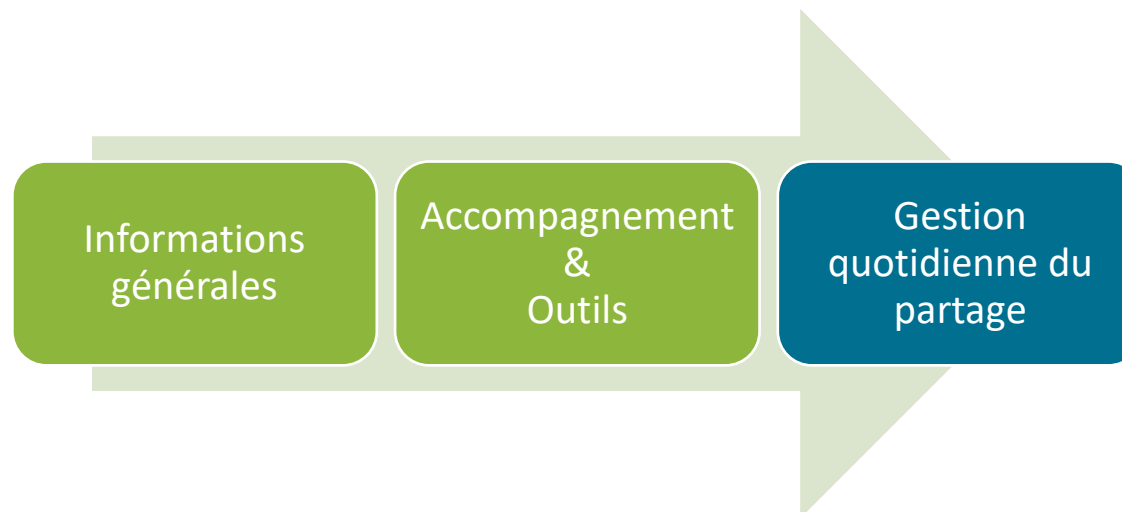 Informations
générales
Accompagnement
&
Outils
Gestion
quotidienne du
partage